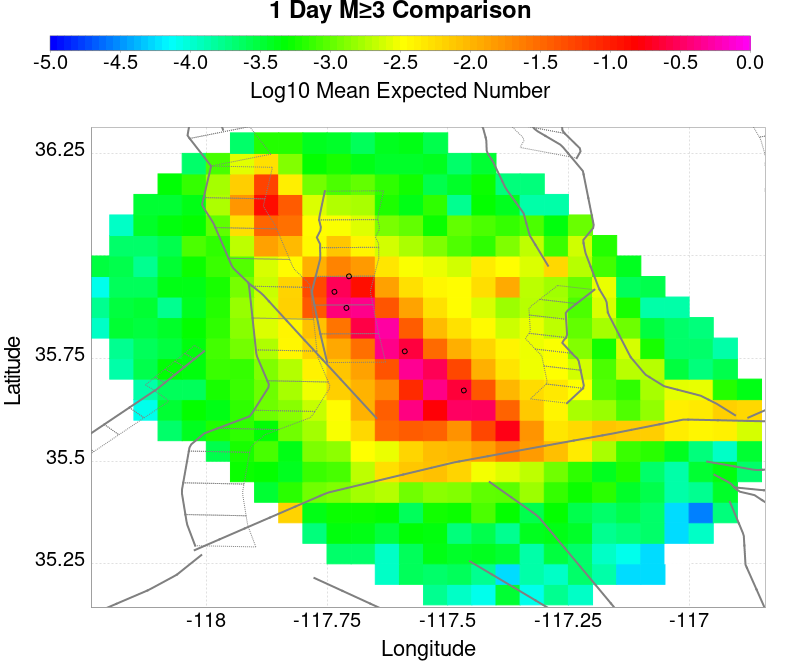 1 Day M≥3 Comparison
-5.0 -4.5 -4.0 -3.5 -3.0 -2.5 -2.0 -1.5 -1.0 -0.5 0.0
Log10 Mean Expected Number
36.25
35.75
35.5
35.25
Latitude
-118 -117.75 -117.5 -117.25 -117
Longitude